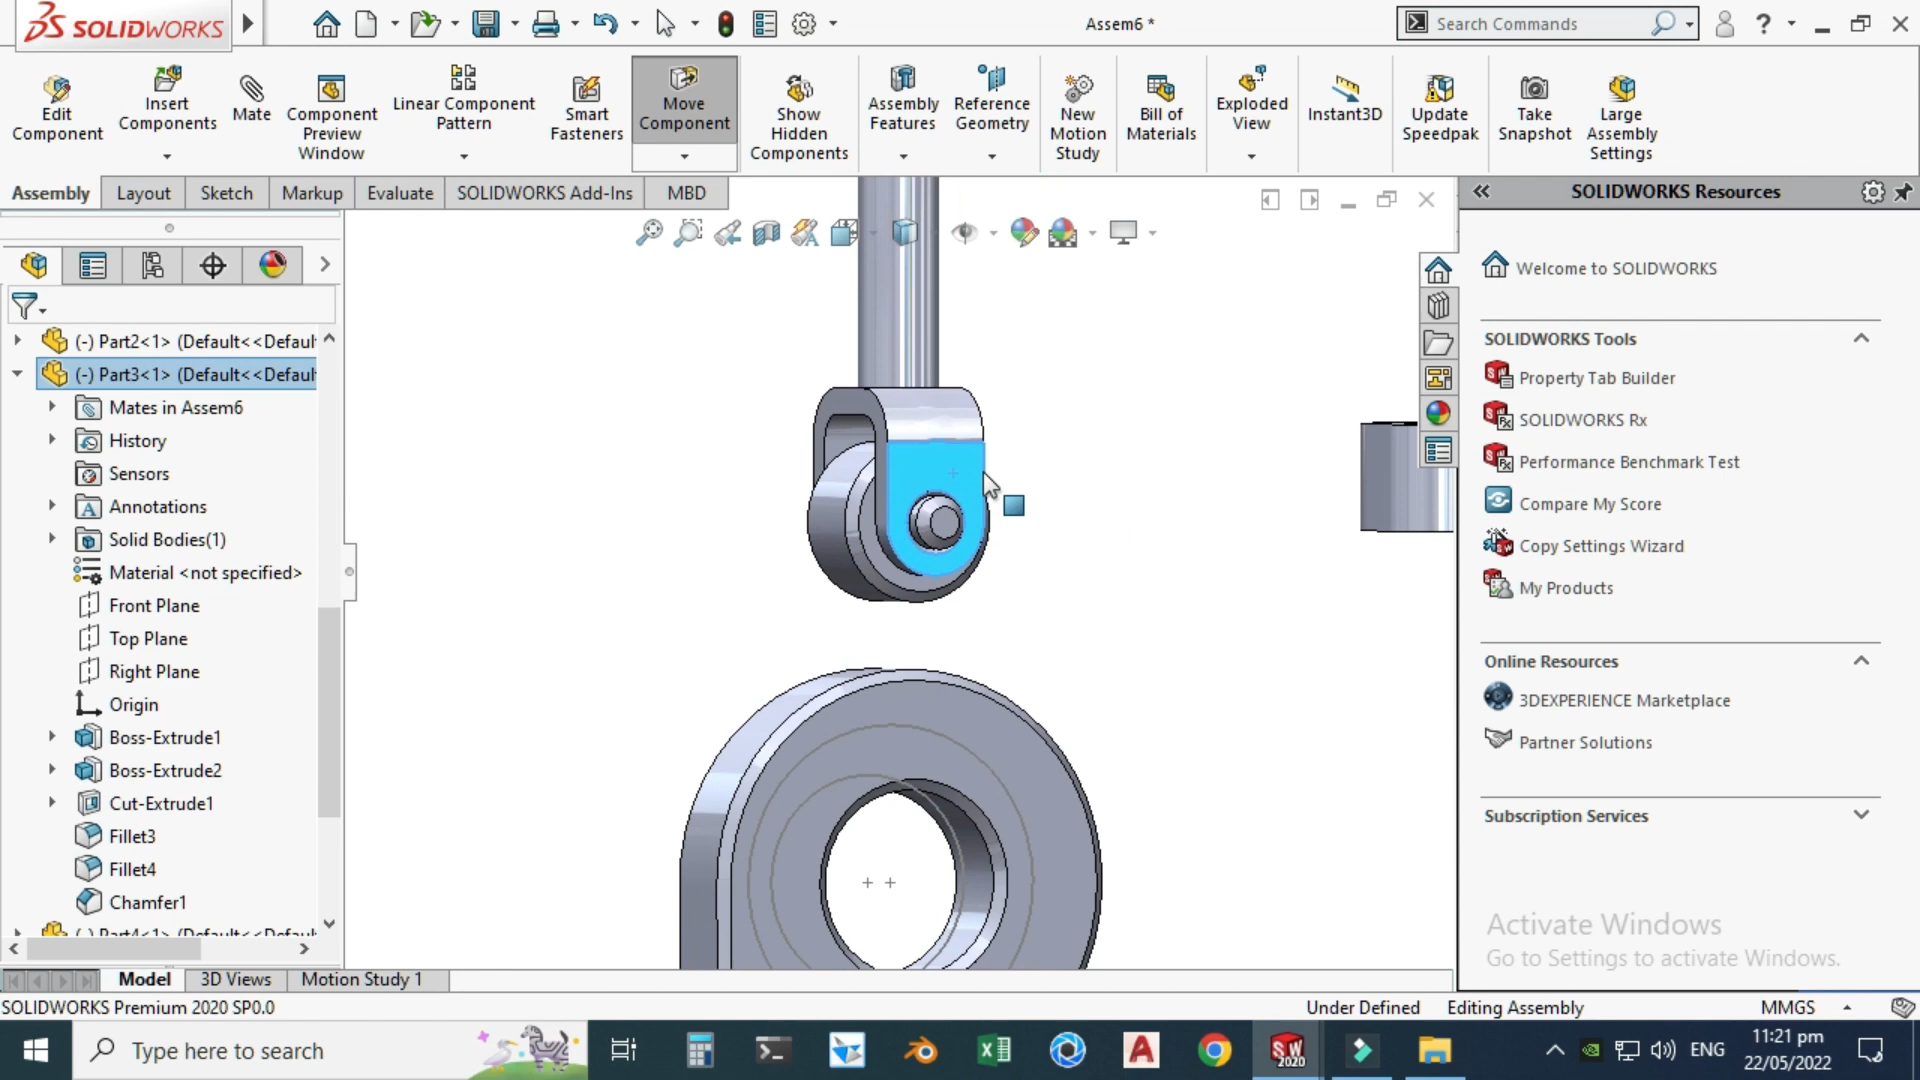 SOLIDWORKS
Assem6 *
Search Commands
?
Edit Component
Insert Components
Mate
Component Preview Window
Linear Component Pattern
Smart Fasteners
Move Component
Show Hidden Components
Assembly Features
Reference Geometry
New Motion Study
Bill of Materials
Exploded View
Instant3D
Update Speedpak
Take Snapshot
Large Assembly Settings
Assembly
Layout
Sketch
Markup
Evaluate
SOLIDWORKS Add-Ins
MBD
SOLIDWORKS Resources
Welcome to SOLIDWORKS
SOLIDWORKS Tools
Property Tab Builder
SOLIDWORKS Rx
Performance Benchmark Test
Compare My Score
Copy Settings Wizard
My Products
Online Resources
3DEXPERIENCE Marketplace
Partner Solutions
Subscription Services
(-) Part2<1> (Default<<Defaul
(-) Part3<1> (Default<<Defaul
Mates in Assem6
History
Sensors
Annotations
Solid Bodies(1)
Material <not specified>
Front Plane
Top Plane
Right Plane
Origin
Boss-Extrude1
Boss-Extrude2
Cut-Extrude1
Fillet3
Fillet4
Chamfer1
Activate Windows
Go to Settings to activate Windows.
Model
3D Views
Motion Study 1
SOLIDWORKS Premium 2020 SP0.0
Under Defined
Editing Assembly
MMGS
Type here to search
SW 2020
ENG
11:21 pm
22/05/2022